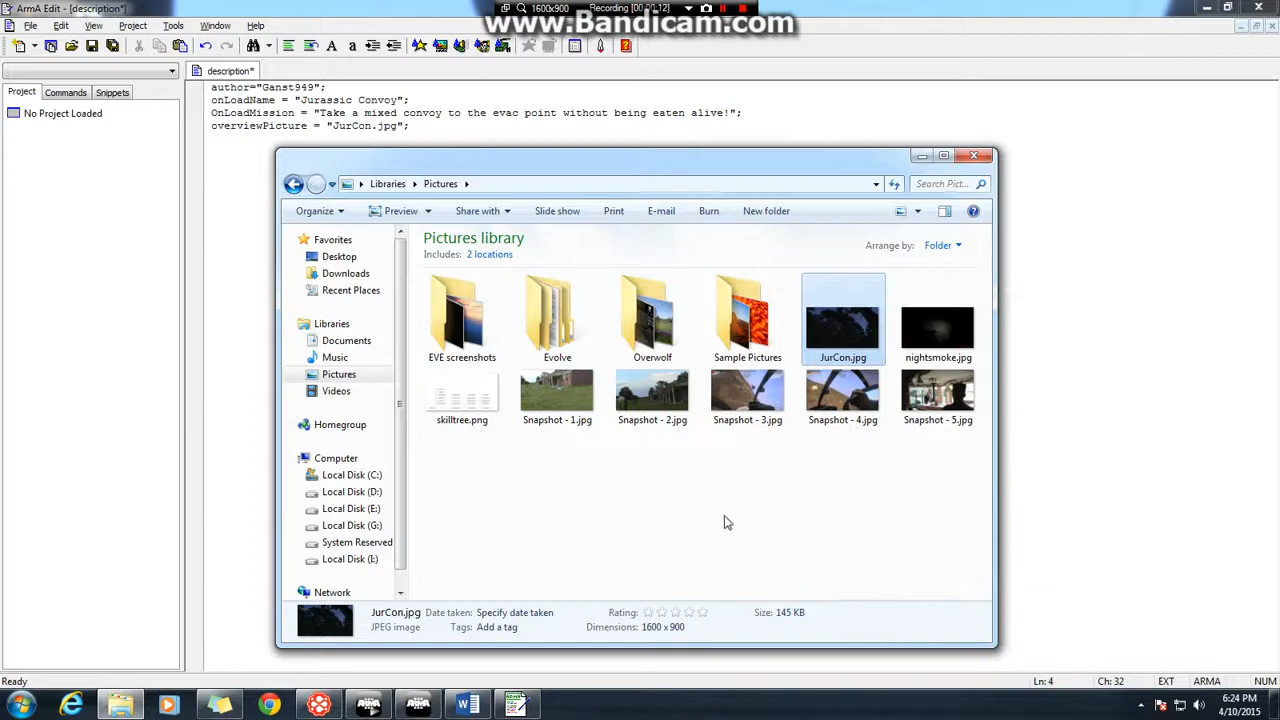 ArmA Edit - [description*]
1600x900
Recording [00:00:12]
www.Bandicam.com
File Edit View Project Tools Window Help
description*
Project Commands Snippets
No Project Loaded
author="Ganst949";
onLoadName = "Jurassic Convoy";
OnLoadMission = "Take a mixed convoy to the evac point without being eaten alive!";
overviewPicture = "JurCon.jpg";
Libraries Pictures
Search Pict...
Organize Preview Share with Slide show Print E-mail Burn New folder
Favorites
Desktop
Downloads
Recent Places
Libraries
Documents
Music
Pictures
Videos
Homegroup
Computer
Local Disk (C:)
Local Disk (D:)
Local Disk (E:)
Local Disk (G:)
System Reserved
Local Disk (I:)
Network
Pictures library
Includes: 2 locations
Arrange by: Folder
EVE screenshots Evolve Overwolf Sample Pictures JurCon.jpg nightsmoke.jpg
skilltree.png Snapshot - 1.jpg Snapshot - 2.jpg Snapshot - 3.jpg Snapshot - 4.jpg Snapshot - 5.jpg
JurCon.jpg Date taken: Specify date taken Rating: Size: 145 KB
JPEG image Tags: Add a tag Dimensions: 1600 x 900
Ready Ln: 4 Ch: 32 EXT ARMA NUM
6:24 PM
4/10/2015